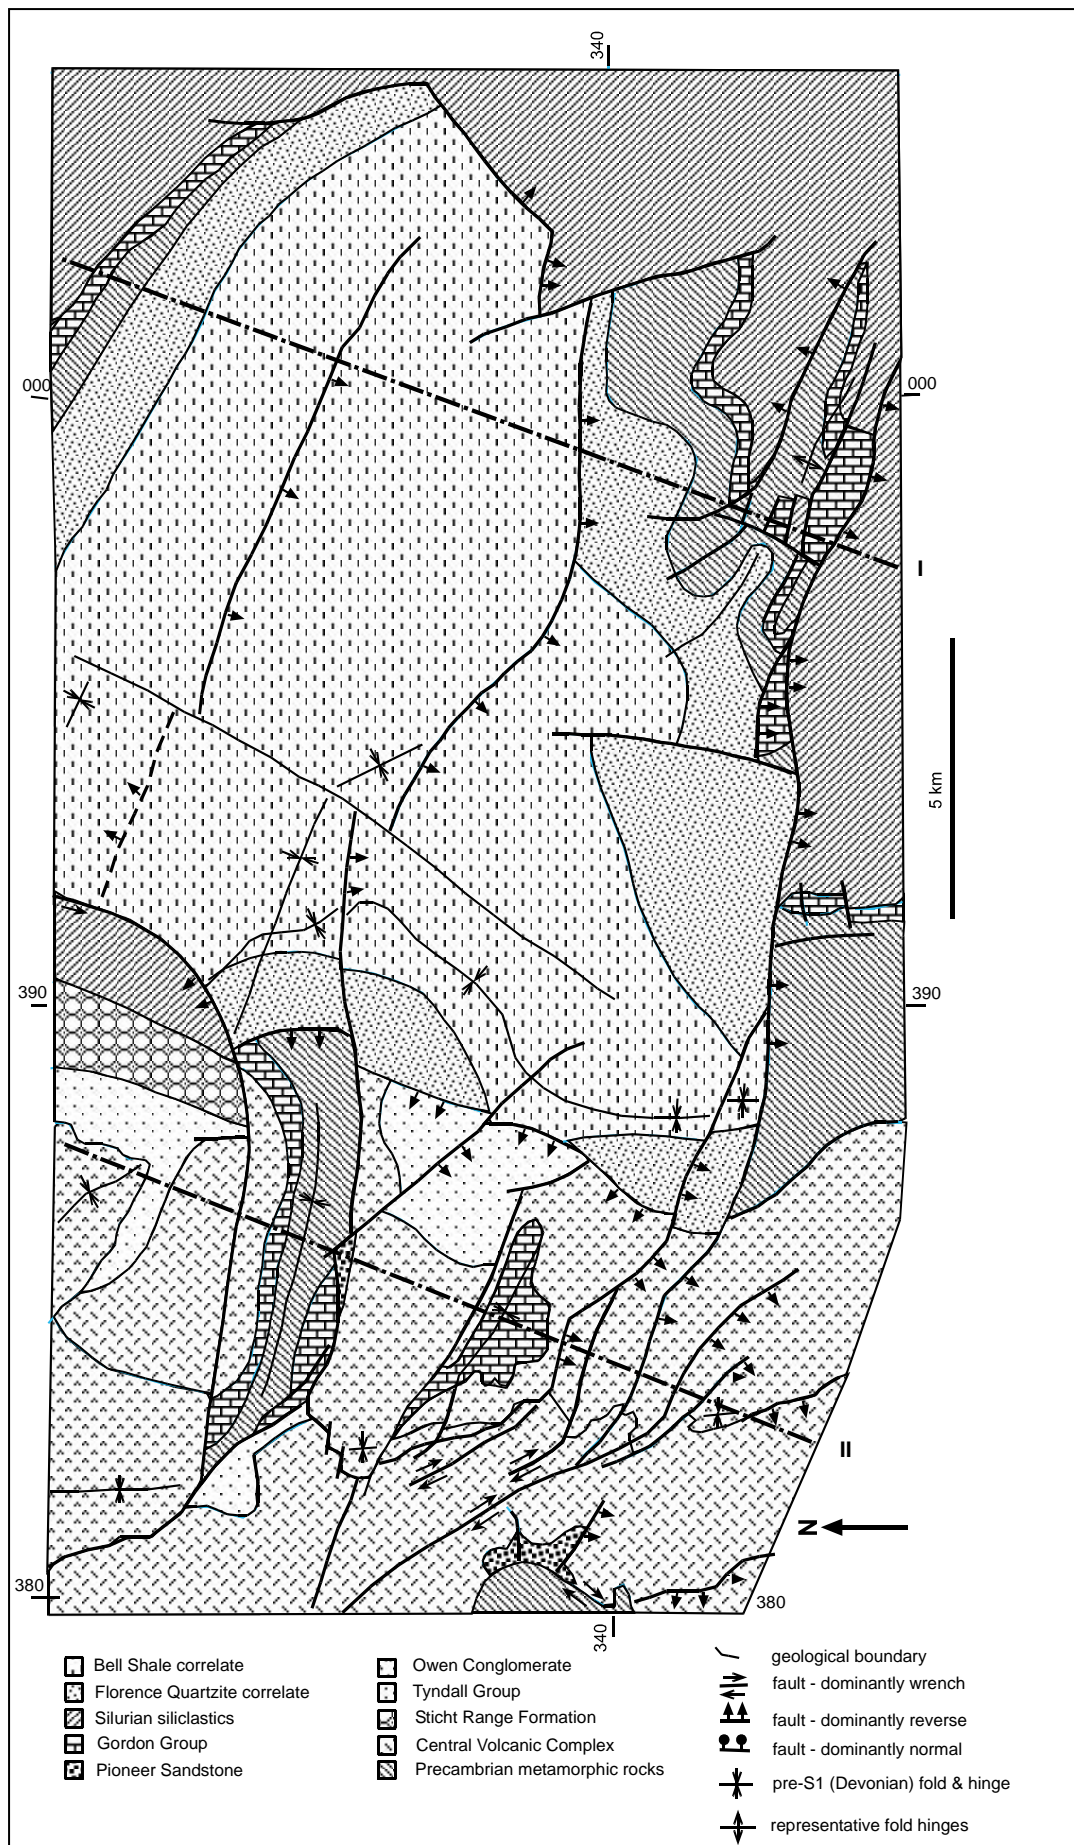 340
000
000
I
5 km
390
390
II
N
380
380
340
Bell Shale correlate
Florence Quartzite correlate
Silurian siliclastics
Gordon Group
Pioneer Sandstone
Owen Conglomerate
Tyndall Group
Sticht Range Formation
Central Volcanic Complex
Precambrian metamorphic rocks
geological boundary
fault - dominantly wrench
fault - dominantly reverse
fault - dominantly normal
pre-S1 (Devonian) fold & hinge
representative fold hinges